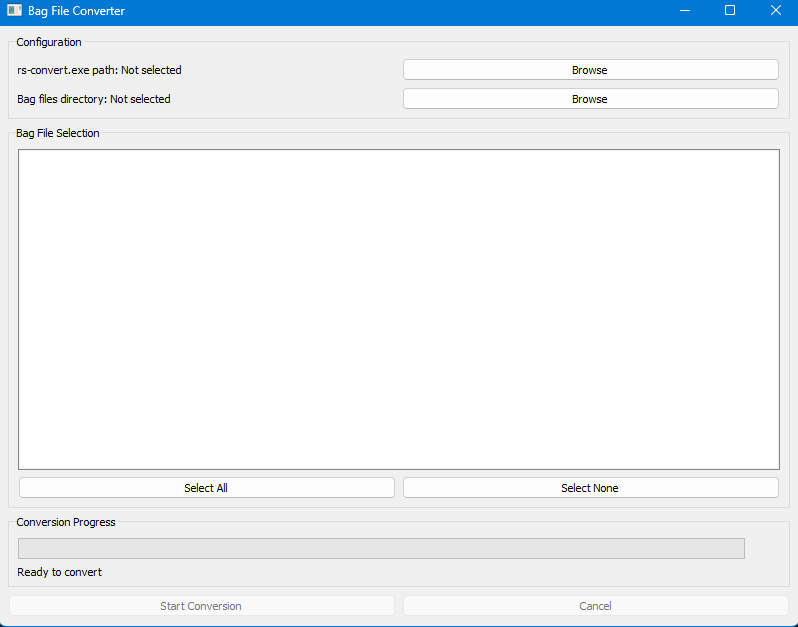 Bag File Converter
Configuration
rs-convert.exe path: Not selected
Browse
Bag files directory: Not selected
Browse
Bag File Selection
Select All
Select None
Conversion Progress
Ready to convert
Start Conversion
Cancel